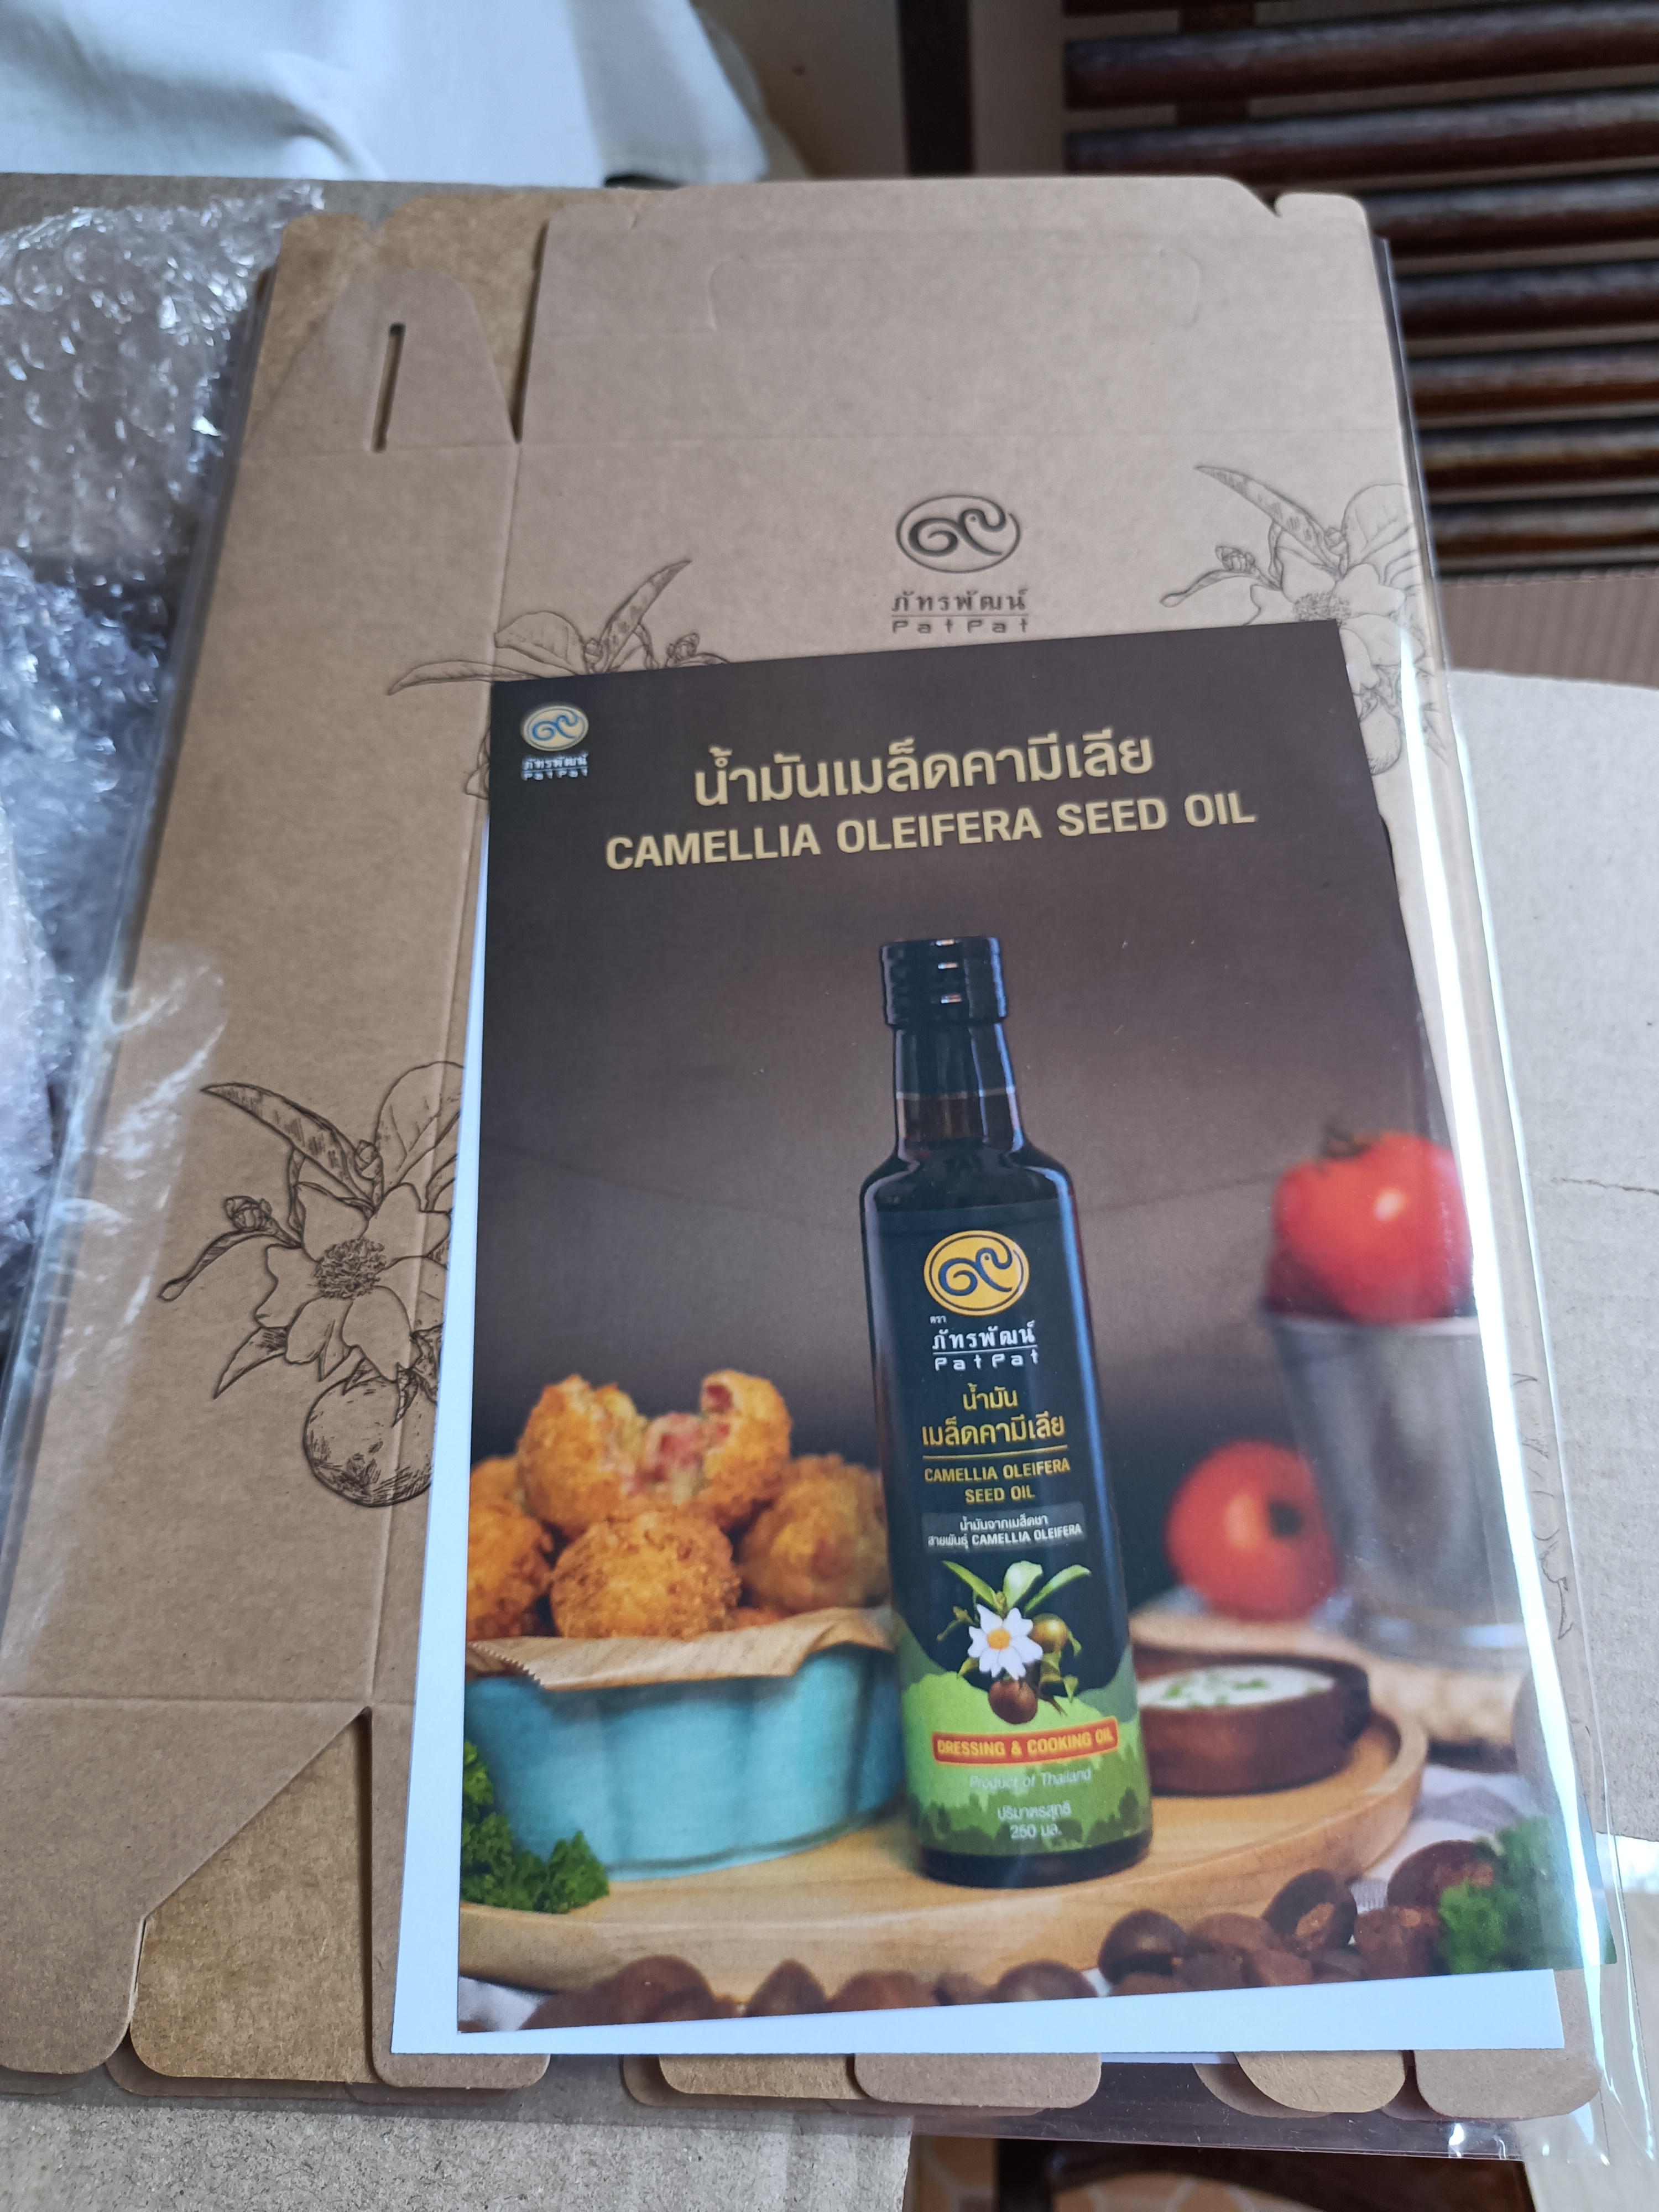 ภัทรพัฒน์
PatPat
ภัทรพัฒน์
PatPat
น้ำมันเมล็ดคามีเลีย
CAMELLIA OLEIFERA SEED OIL
ตรา
ภัทรพัฒน์
PatPat
น้ำมัน
เมล็ดคามีเลีย
CAMELLIA OLEIFERA
SEED OIL
น้ำมันจากเมล็ดชา
สายพันธุ์ CAMELLIA OLEIFERA
DRESSING & COOKING OIL
Product of Thailand
ปริมาตรสุทธิ
250 มล.